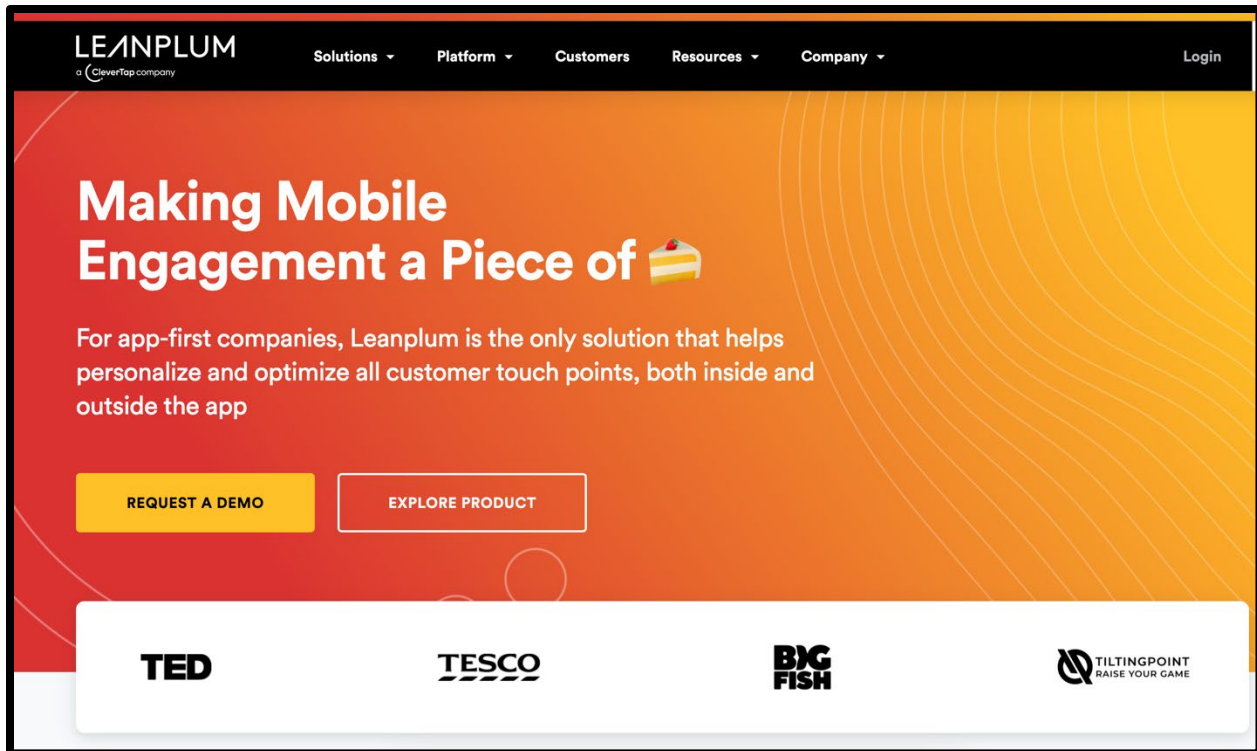 LEANPLUM
a CleverTap company
Solutions
Platform
Customers
Resources
Company
Login
Making Mobile
Engagement a Piece of 🍰
For app-first companies, Leanplum is the only solution that helps
personalize and optimize all customer touch points, both inside and
outside the app
REQUEST A DEMO
EXPLORE PRODUCT
TED
TESCO
BIG
FISH
TILTINGPOINT
RAISE YOUR GAME